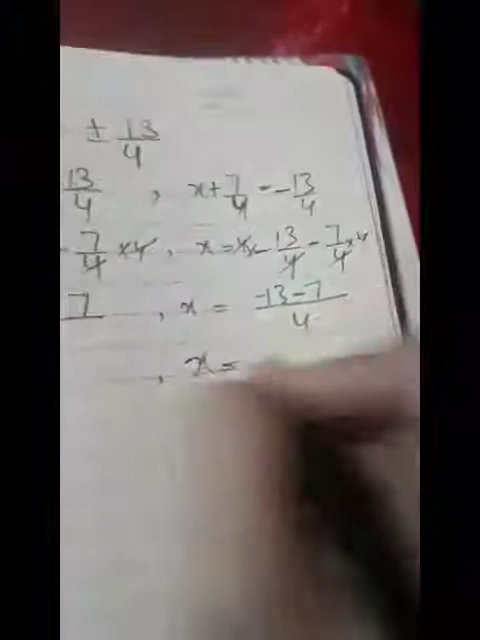 ± 13/4
13/4 , x + 7/4 = -13/4
- 7/4 × 4 , x = 4x - 13/4 - 7/4 × 4
7 , x = -13-7/4
, x =